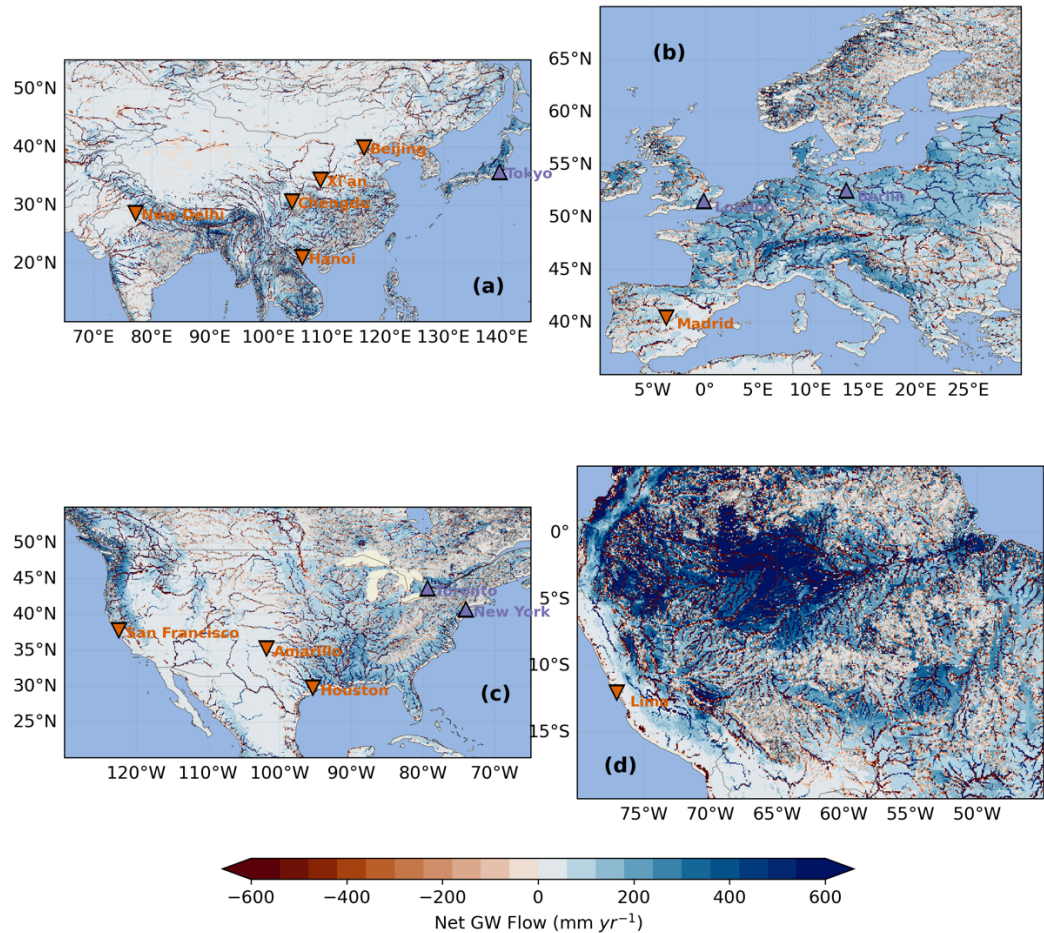 (a)
50°N
40°N
30°N
20°N
Beijing
Tokyo
Xi'an
Chengdu
New Delhi
Hanoi
70°E 80°E 90°E 100°E 110°E 120°E 130°E 140°E
(b)
65°N
60°N
55°N
50°N
45°N
40°N
London
Berlin
Madrid
5°W 0° 5°E 10°E 15°E 20°E 25°E
(c)
50°N
45°N
40°N
35°N
30°N
25°N
Toronto
New York
San Francisco
Amarillo
Houston
120°W 110°W 100°W 90°W 80°W 70°W
(d)
0°
5°S
10°S
15°S
Lima
75°W 70°W 65°W 60°W 55°W 50°W
−600 −400 −200 0 200 400 600
Net GW Flow (mm yr⁻¹)